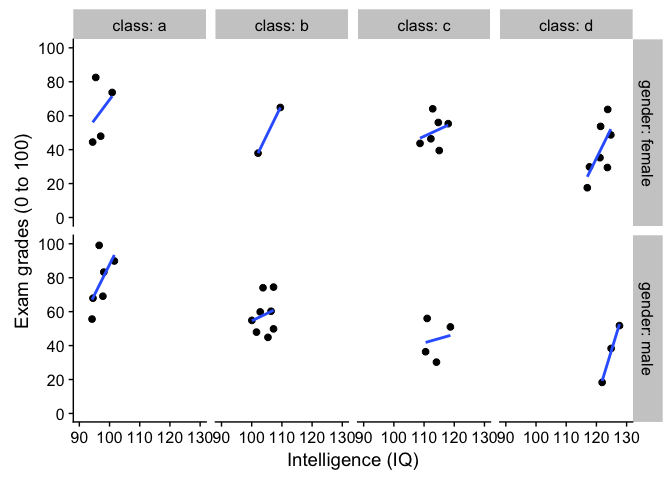 class: a class: b class: c class: d
100
80
60
40
20
0
gender: female
100
80
60
40
20
0
gender: male
Exam grades (0 to 100)
90 100 110 120 130 90 100 110 120 130 90 100 110 120 130 90 100 110 120 130
Intelligence (IQ)